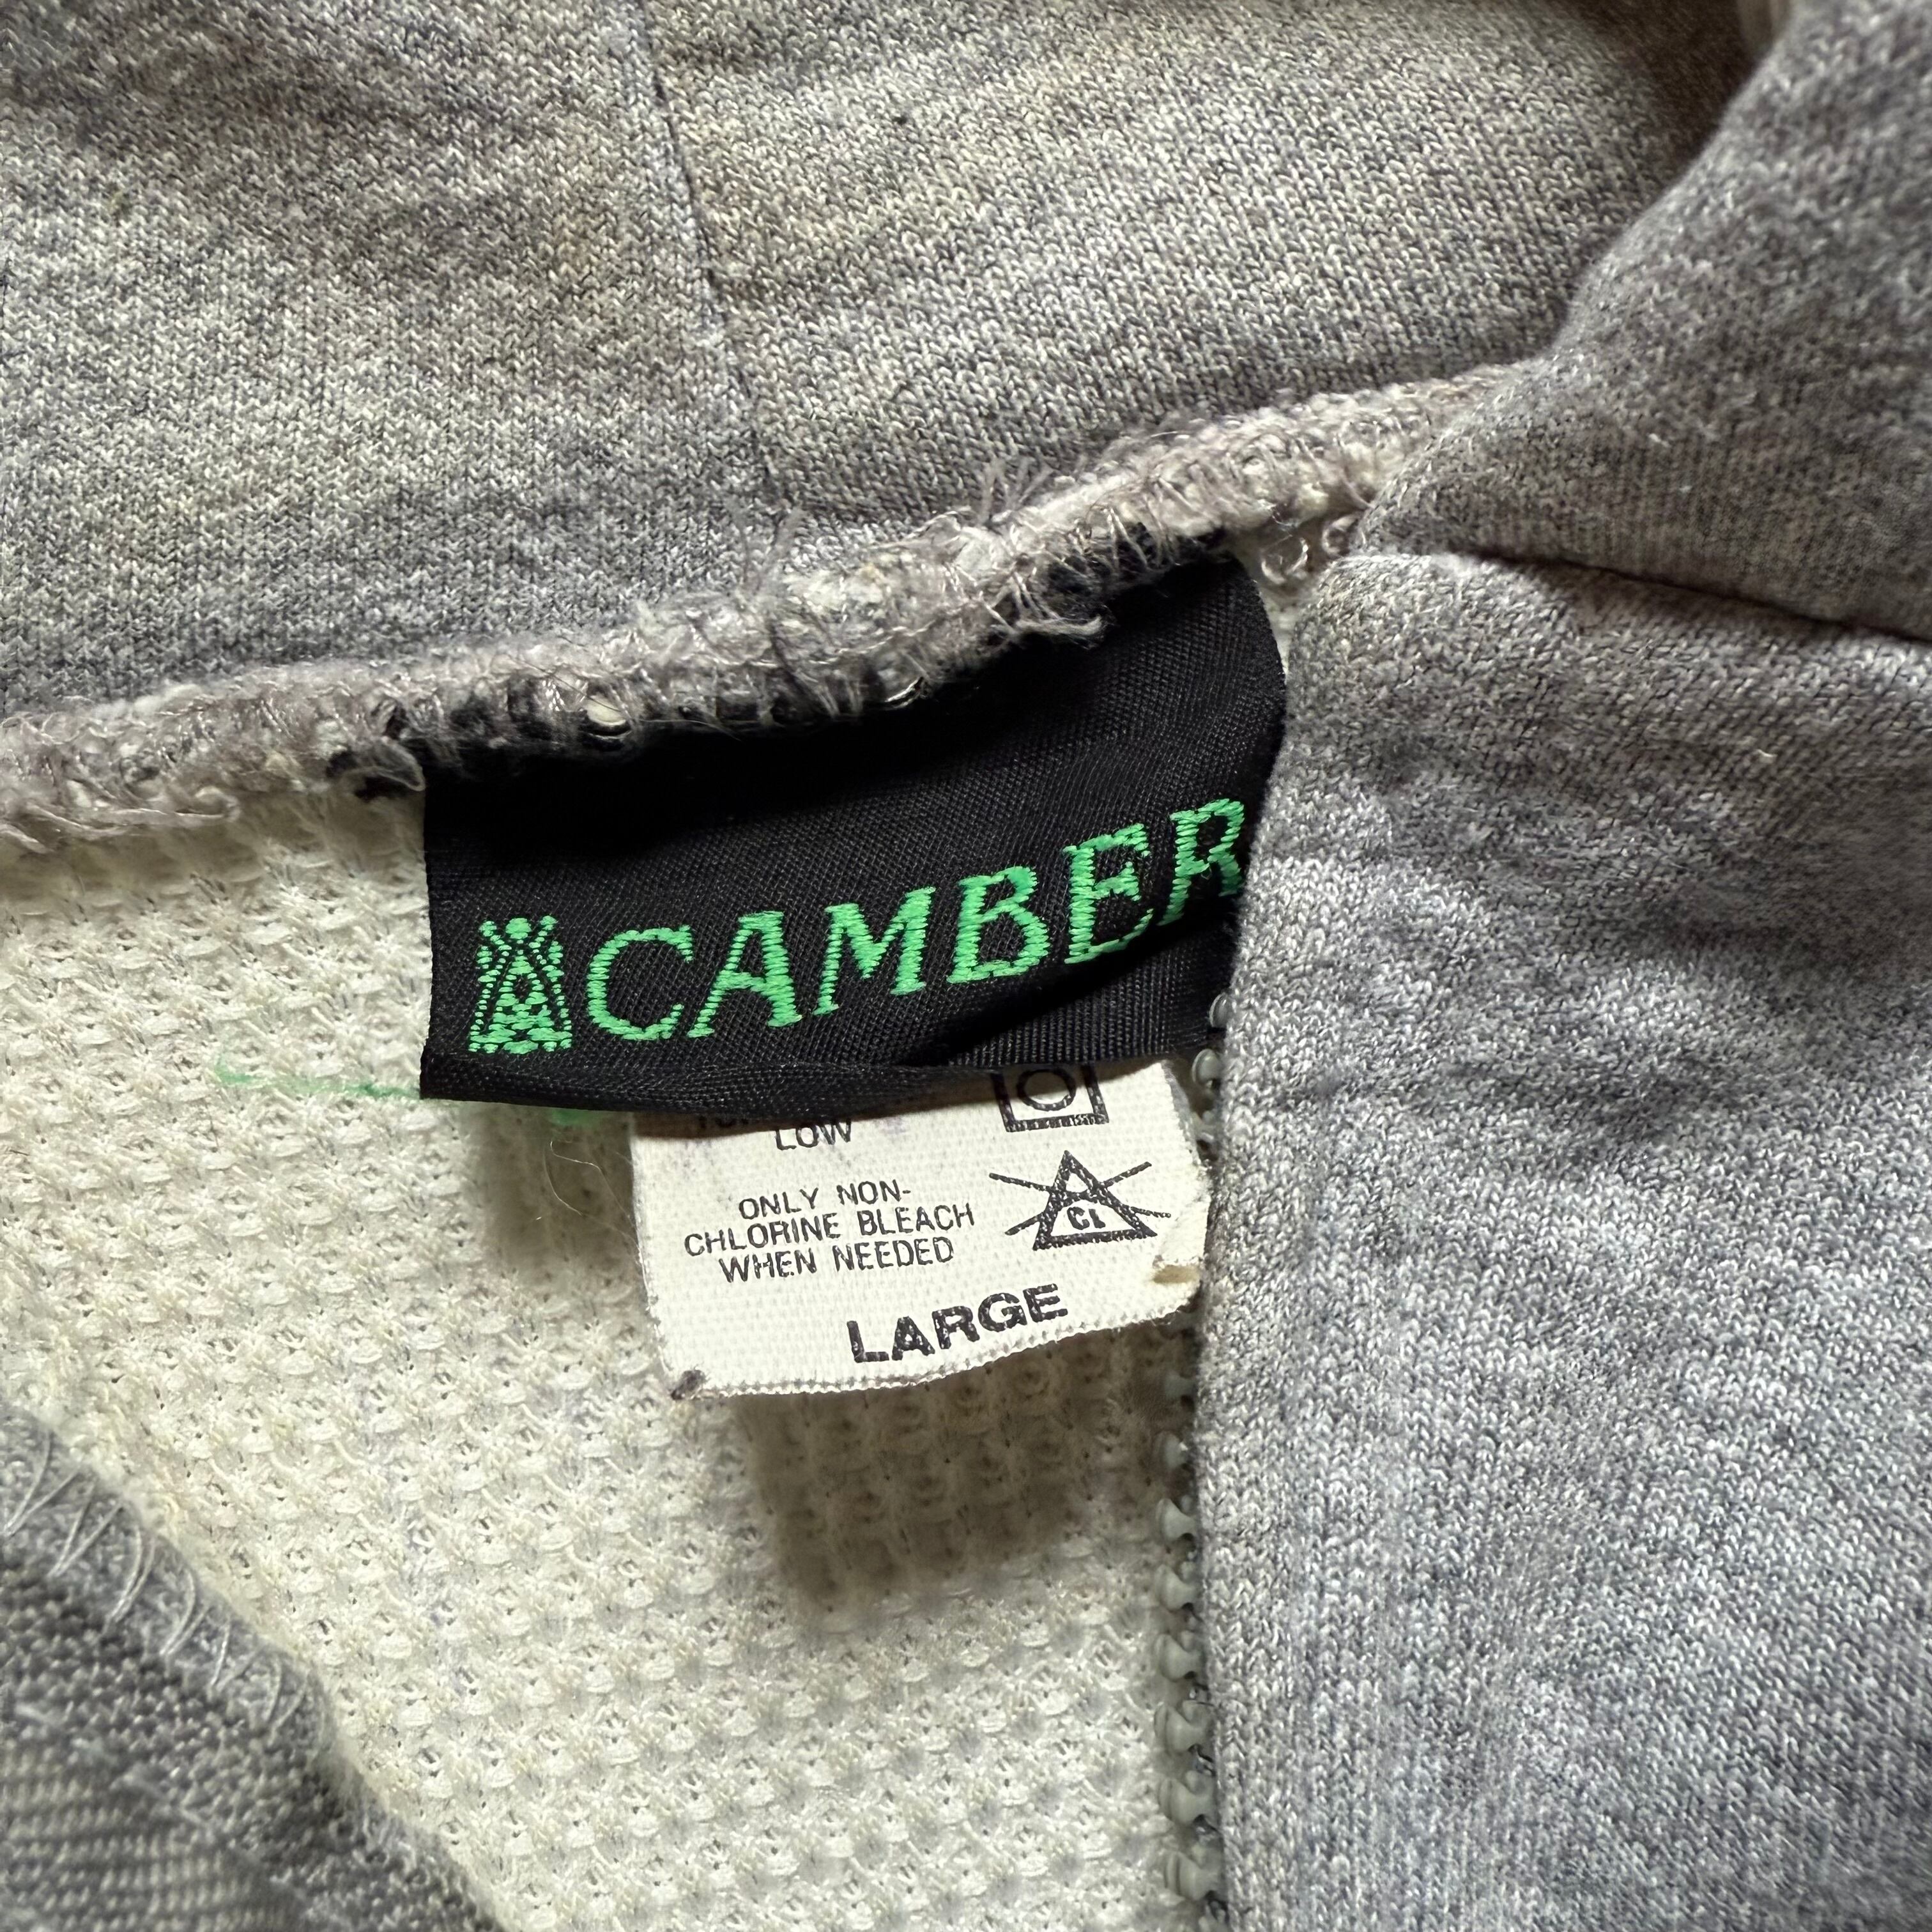 CAMBER
LOW
ONLY NON-
CHLORINE BLEACH
WHEN NEEDED
CL
LARGE